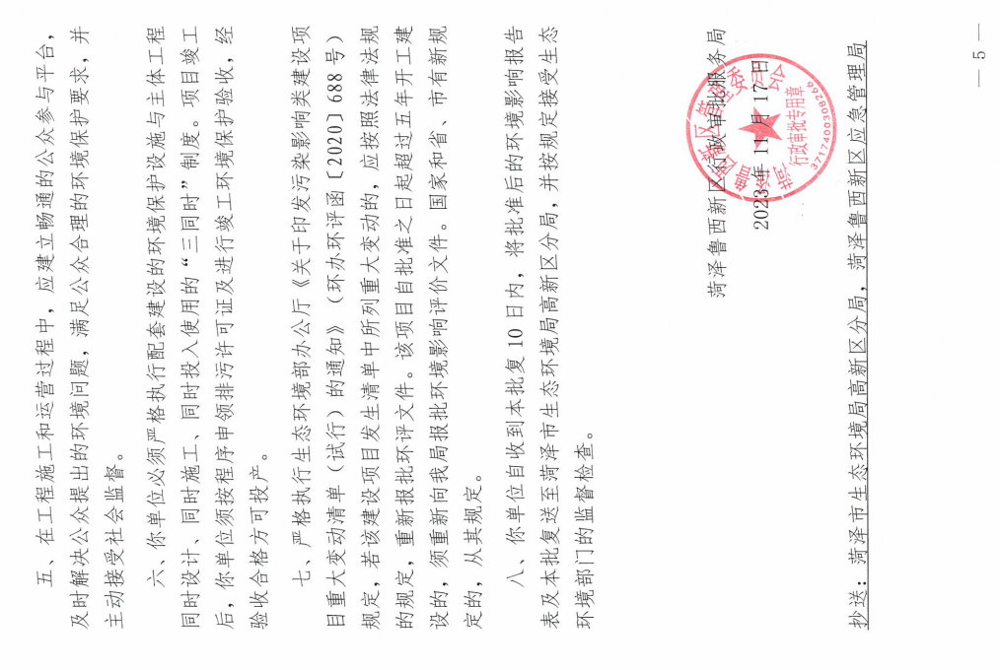 五、在工程施工和运营过程中，应建立畅通的公众参与平台，
及时解决公众提出的环境问题，满足公众合理的环境保护要求，并
主动接受社会监督。
六、你单位必须严格执行配套建设的环境保护设施与主体工程
同时设计、同时施工、同时投入使用的“三同时”制度。项目竣工
后，你单位须按程序申领排污许可证及进行竣工环境保护验收，经
验收合格方可投产。
七、严格执行生态环境部办公厅《关于印发污染影响类建设项
目重大变动清单（试行）的通知》（环办环评函〔2020〕688 号）
规定，若该建设项目发生清单中所列重大变动的，应按照法律法规
的规定，重新报批环评文件。该项目自批准之日起超过五年开工建
设的，须重新向我局报批环境影响评价文件。国家和省、市有新规
定的，从其规定。
八、你单位自收到本批复 10 日内，将批准后的环境影响报告
表及本批复送至菏泽市生态环境局高新区分局，并按规定接受生态
环境部门的监督检查。
菏泽鲁西新区行政审批服务局
2023 年 11 月 17 日
菏泽鲁西新区管理委员会
行政审批专用章
3717400308266
抄送：菏泽市生态环境局高新区分局，菏泽鲁西新区应急管理局
— 5 —